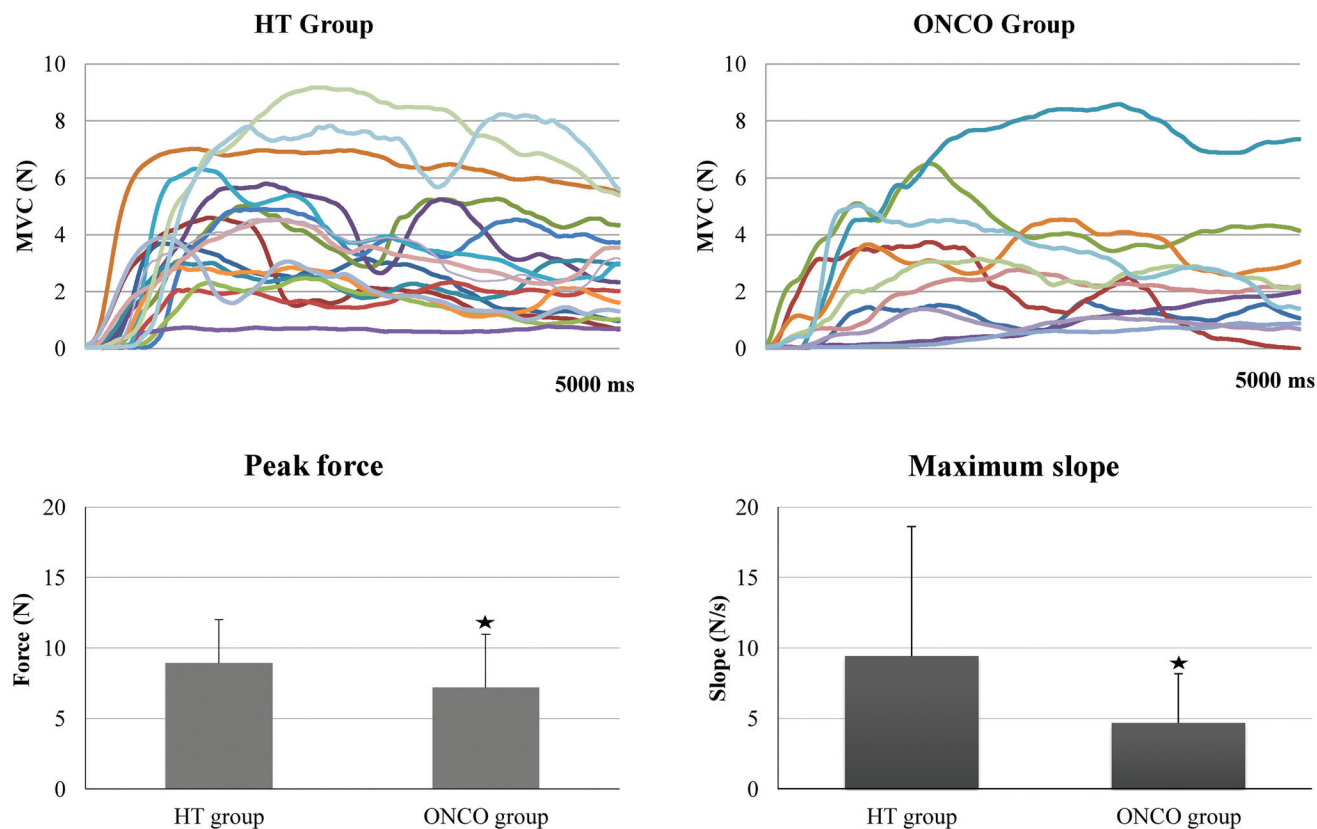 HT Group
MVC (N)
10
8
6
4
2
0
5000 ms
ONCO Group
MVC (N)
10
8
6
4
2
0
5000 ms
Peak force
Force (N)
20
15
10
5
0
HT group ONCO group
Maximum slope
Slope (N/s)
20
15
10
5
0
HT group ONCO group